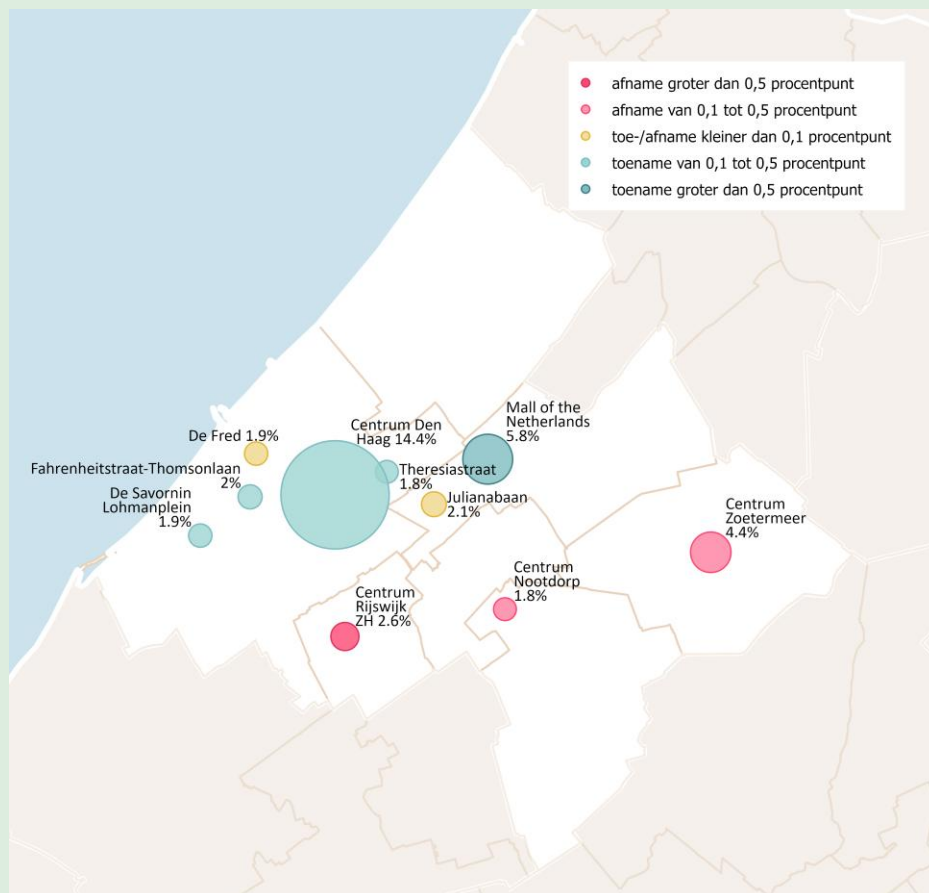 afname groter dan 0,5 procentpunt
afname van 0,1 tot 0,5 procentpunt
toe-/afname kleiner dan 0,1 procentpunt
toename van 0,1 tot 0,5 procentpunt
toename groter dan 0,5 procentpunt
Mall of the
Netherlands
5.8%
Centrum Den
Haag 14.4%
De Fred 1.9%
Fahrenheitstraat-Thomsonlaan
2%
Theresiastraat
1.8%
De Savornin
Lohmanplein
1.9%
Julianabaan
2.1%
Centrum
Zoetermeer
4.4%
Centrum
Nootdorp
1.8%
Centrum
Rijswijk
ZH 2.6%